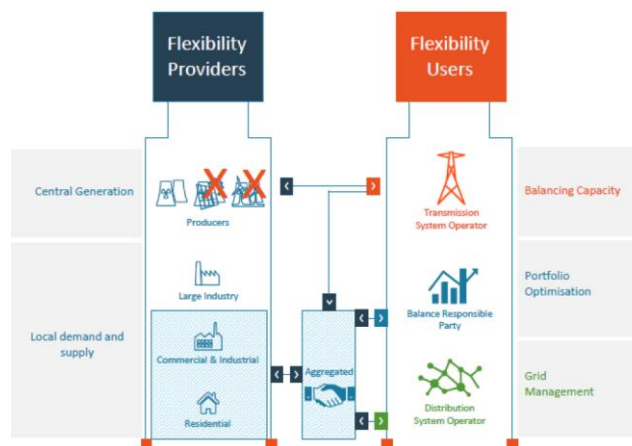 Flexibility
Providers
Flexibility
Users
Central Generation
Producers
Transmission
System Operator
Balancing Capacity
Large Industry
Local demand and
supply
Commercial & Industrial
Residential
Aggregated
Balance Responsible
Party
Portfolio
Optimisation
Distribution
System Operator
Grid
Management